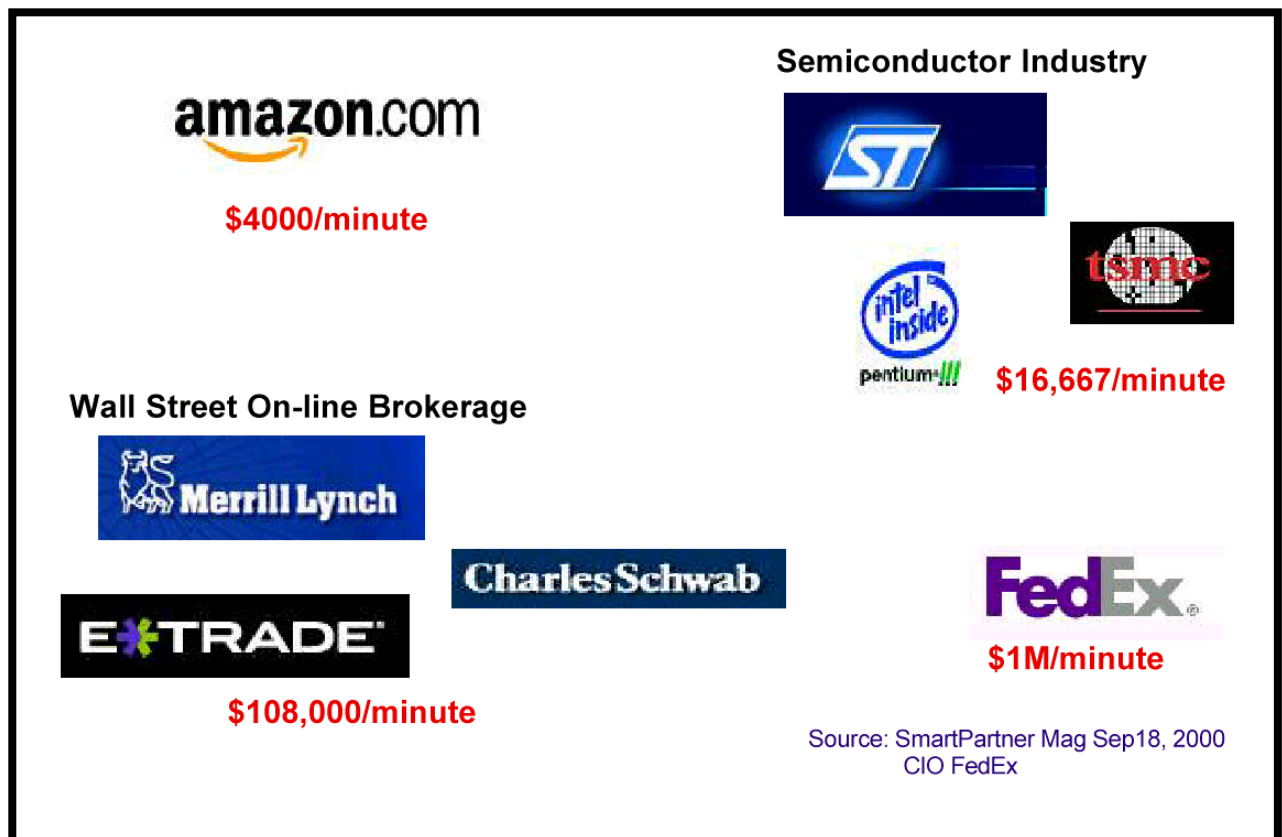 amazon.com
$4000/minute
Semiconductor Industry
ST
tsmc
intel
inside
pentium® !!!
$16,667/minute
Wall Street On-line Brokerage
Merrill Lynch
Charles Schwab
E*TRADE
$108,000/minute
FedEx®
$1M/minute
Source: SmartPartner Mag Sep18, 2000
CIO FedEx